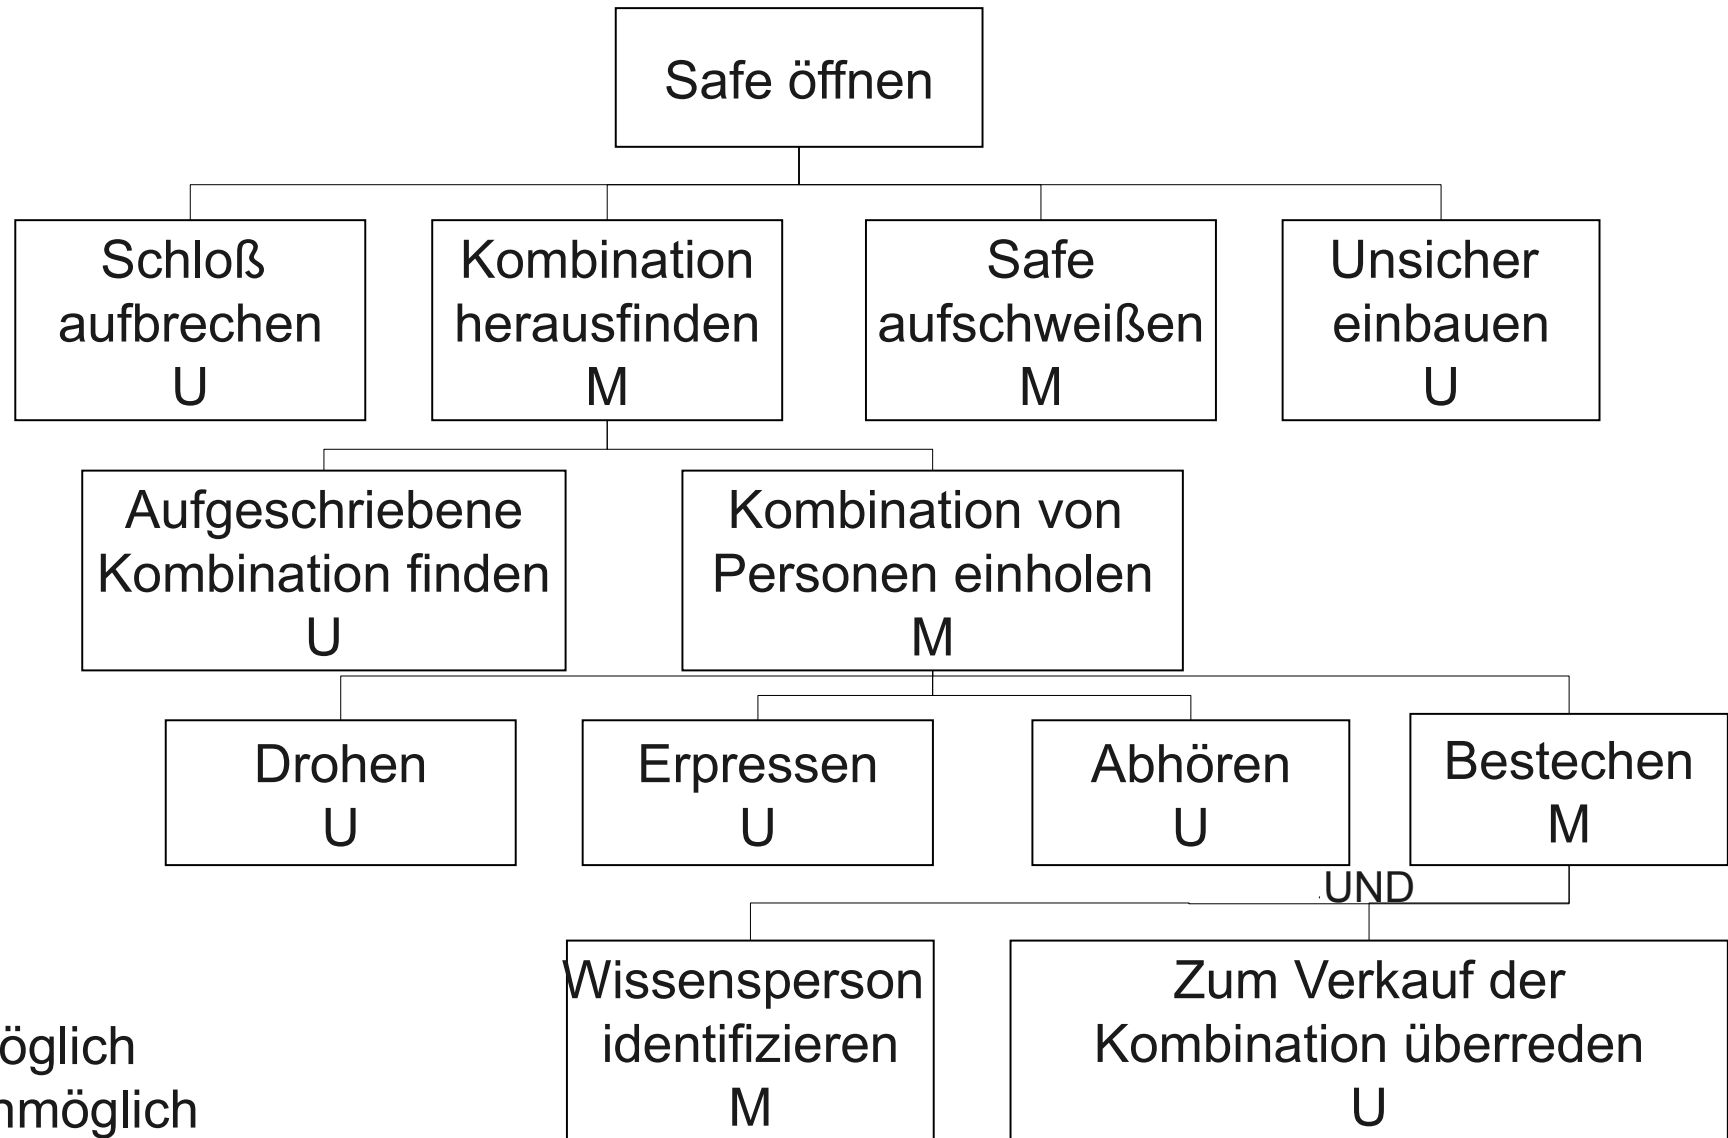 Safe öffnen
Schloß
aufbrechen
U
Kombination
herausfinden
M
Safe
aufschweißen
M
Unsicher
einbauen
U
Aufgeschriebene
Kombination finden
U
Kombination von
Personen einholen
M
Drohen
U
Erpressen
U
Abhören
U
Bestechen
M
UND
Wissensperson
identifizieren
M
Zum Verkauf der
Kombination überreden
U
öglich
nmöglich